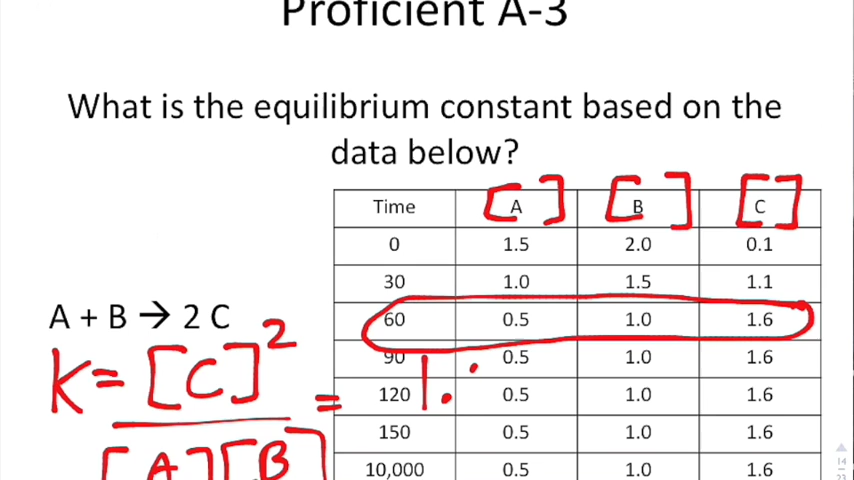 Proficient A-3
What is the equilibrium constant based on the
data below?
Time [A] [B] [C]
0 1.5 2.0 0.1
30 1.0 1.5 1.1
60 0.5 1.0 1.6
90 0.5 1.0 1.6
120 0.5 1.0 1.6
150 0.5 1.0 1.6
10,000 0.5 1.0 1.6
A + B → 2 C
K = [C]² = 1.
[A][B]
14
23